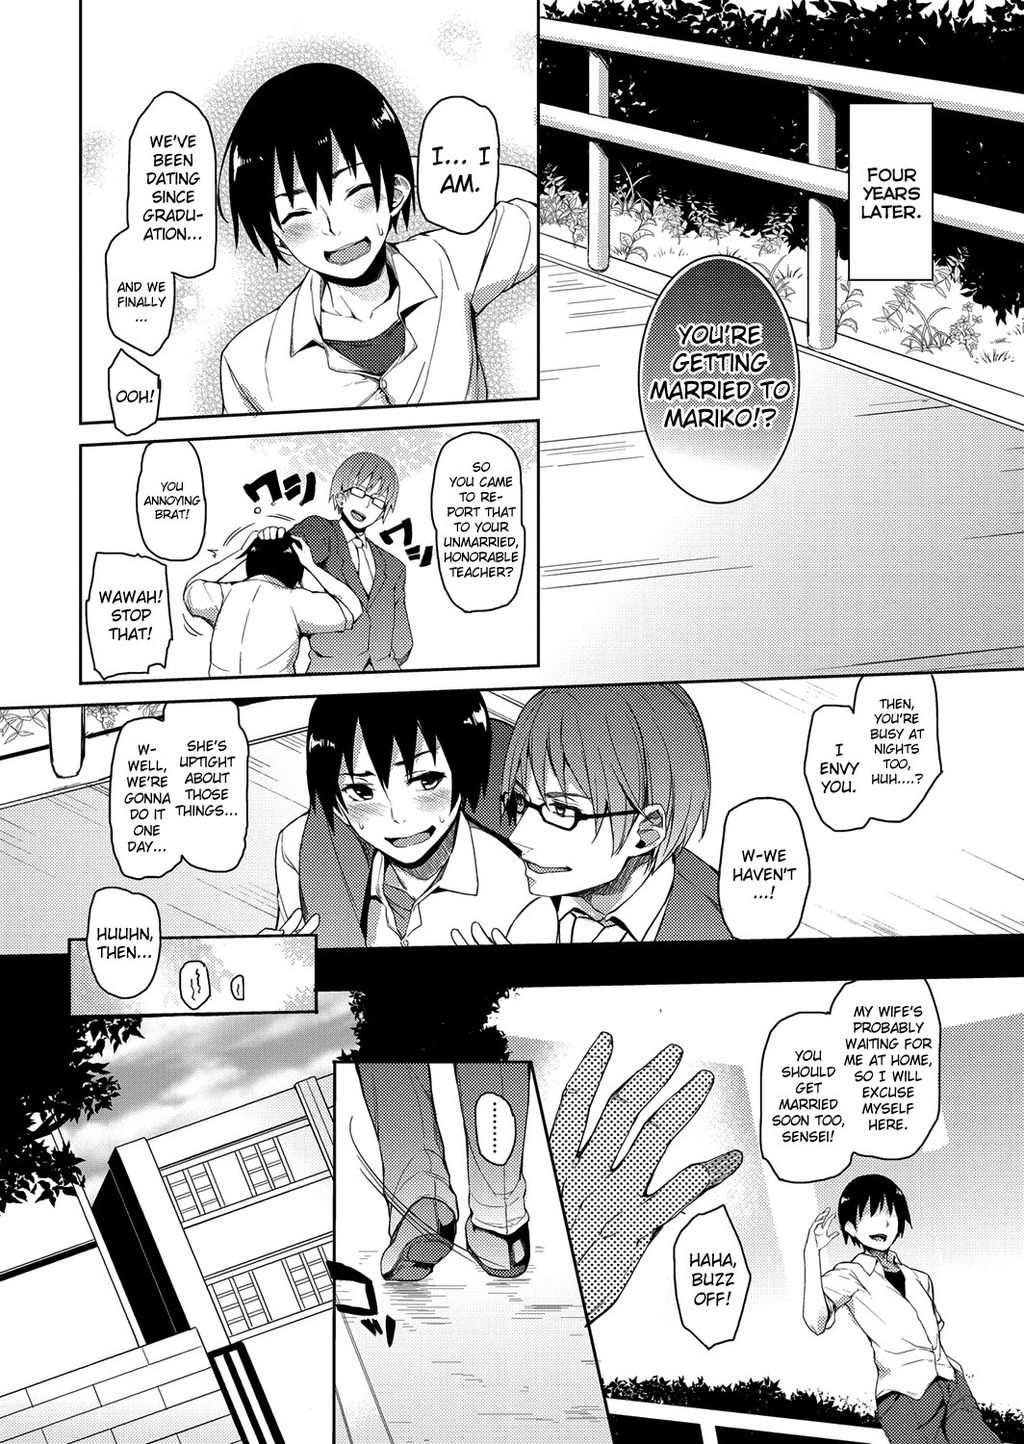 FOUR
YEARS
LATER.
YOU'RE
GETTING
MARRIED TO
MARIKO!?
I... I
AM.
WE'VE
BEEN
DATING
SINCE
GRADU-
ATION...
AND WE
FINALLY
...
OOH!
SO
YOU CAME
TO RE-
PORT THAT
TO YOUR
UNMARRIED,
HONORABLE
TEACHER?
ワシ
ワシ
YOU
ANNOYING
BRAT!
WAWAH!
STOP
THAT!
THEN,
YOU'RE
BUSY AT
NIGHTS
TOO,
HUH....?
I
ENVY
YOU.
W-WE
HAVEN'T
...!
SHE'S
UPTIGHT
ABOUT
THOSE
THINGS...
W-
WELL,
WE'RE
GONNA
DO IT
ONE
DAY...
HUUHN,
THEN...
MY WIFE'S
PROBABLY
WAITING FOR
ME AT HOME,
SO I WILL
EXCUSE
MYSELF
HERE.
YOU
SHOULD
GET
MARRIED
SOON TOO,
SENSEI!
HAHA,
BUZZ
OFF!
.........